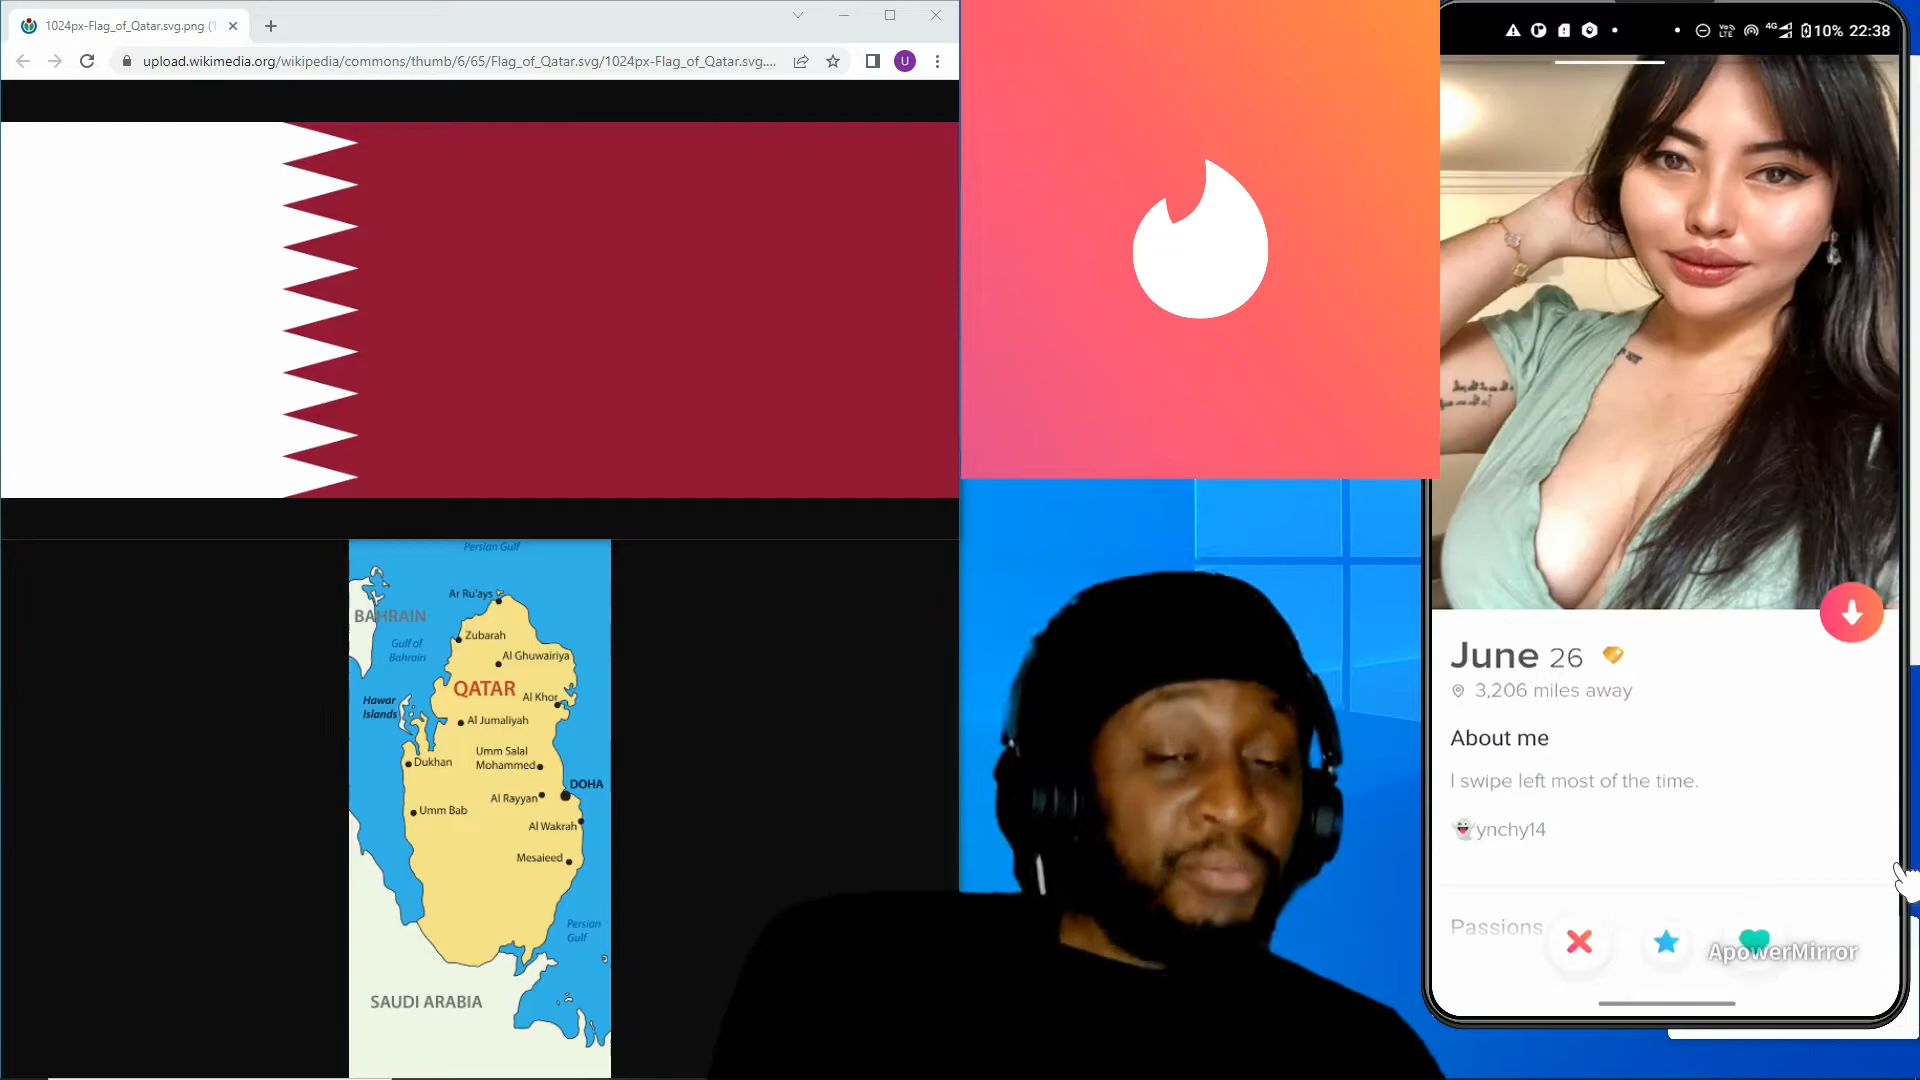 1024px-Flag_of_Qatar.svg.png (1
upload.wikimedia.org/wikipedia/commons/thumb/6/65/Flag_of_Qatar.svg/1024px-Flag_of_Qatar.svg....
U
Persian Gulf
Ar Ru'ays
BAHRAIN
Zubarah
Gulf of
Bahrain
Al Ghuwairiya
QATAR
Al Khor
Hawar
Islands
Al Jumaliyah
Umm Salal
Mohammed
Dukhan
DOHA
Al Rayyan
Umm Bab
Al Wakrah
Mesaieed
Persian
Gulf
SAUDI ARABIA
4G
10% 22:38
June 26
3,206 miles away
About me
I swipe left most of the time.
ynchy14
Passions
ApowerMirror